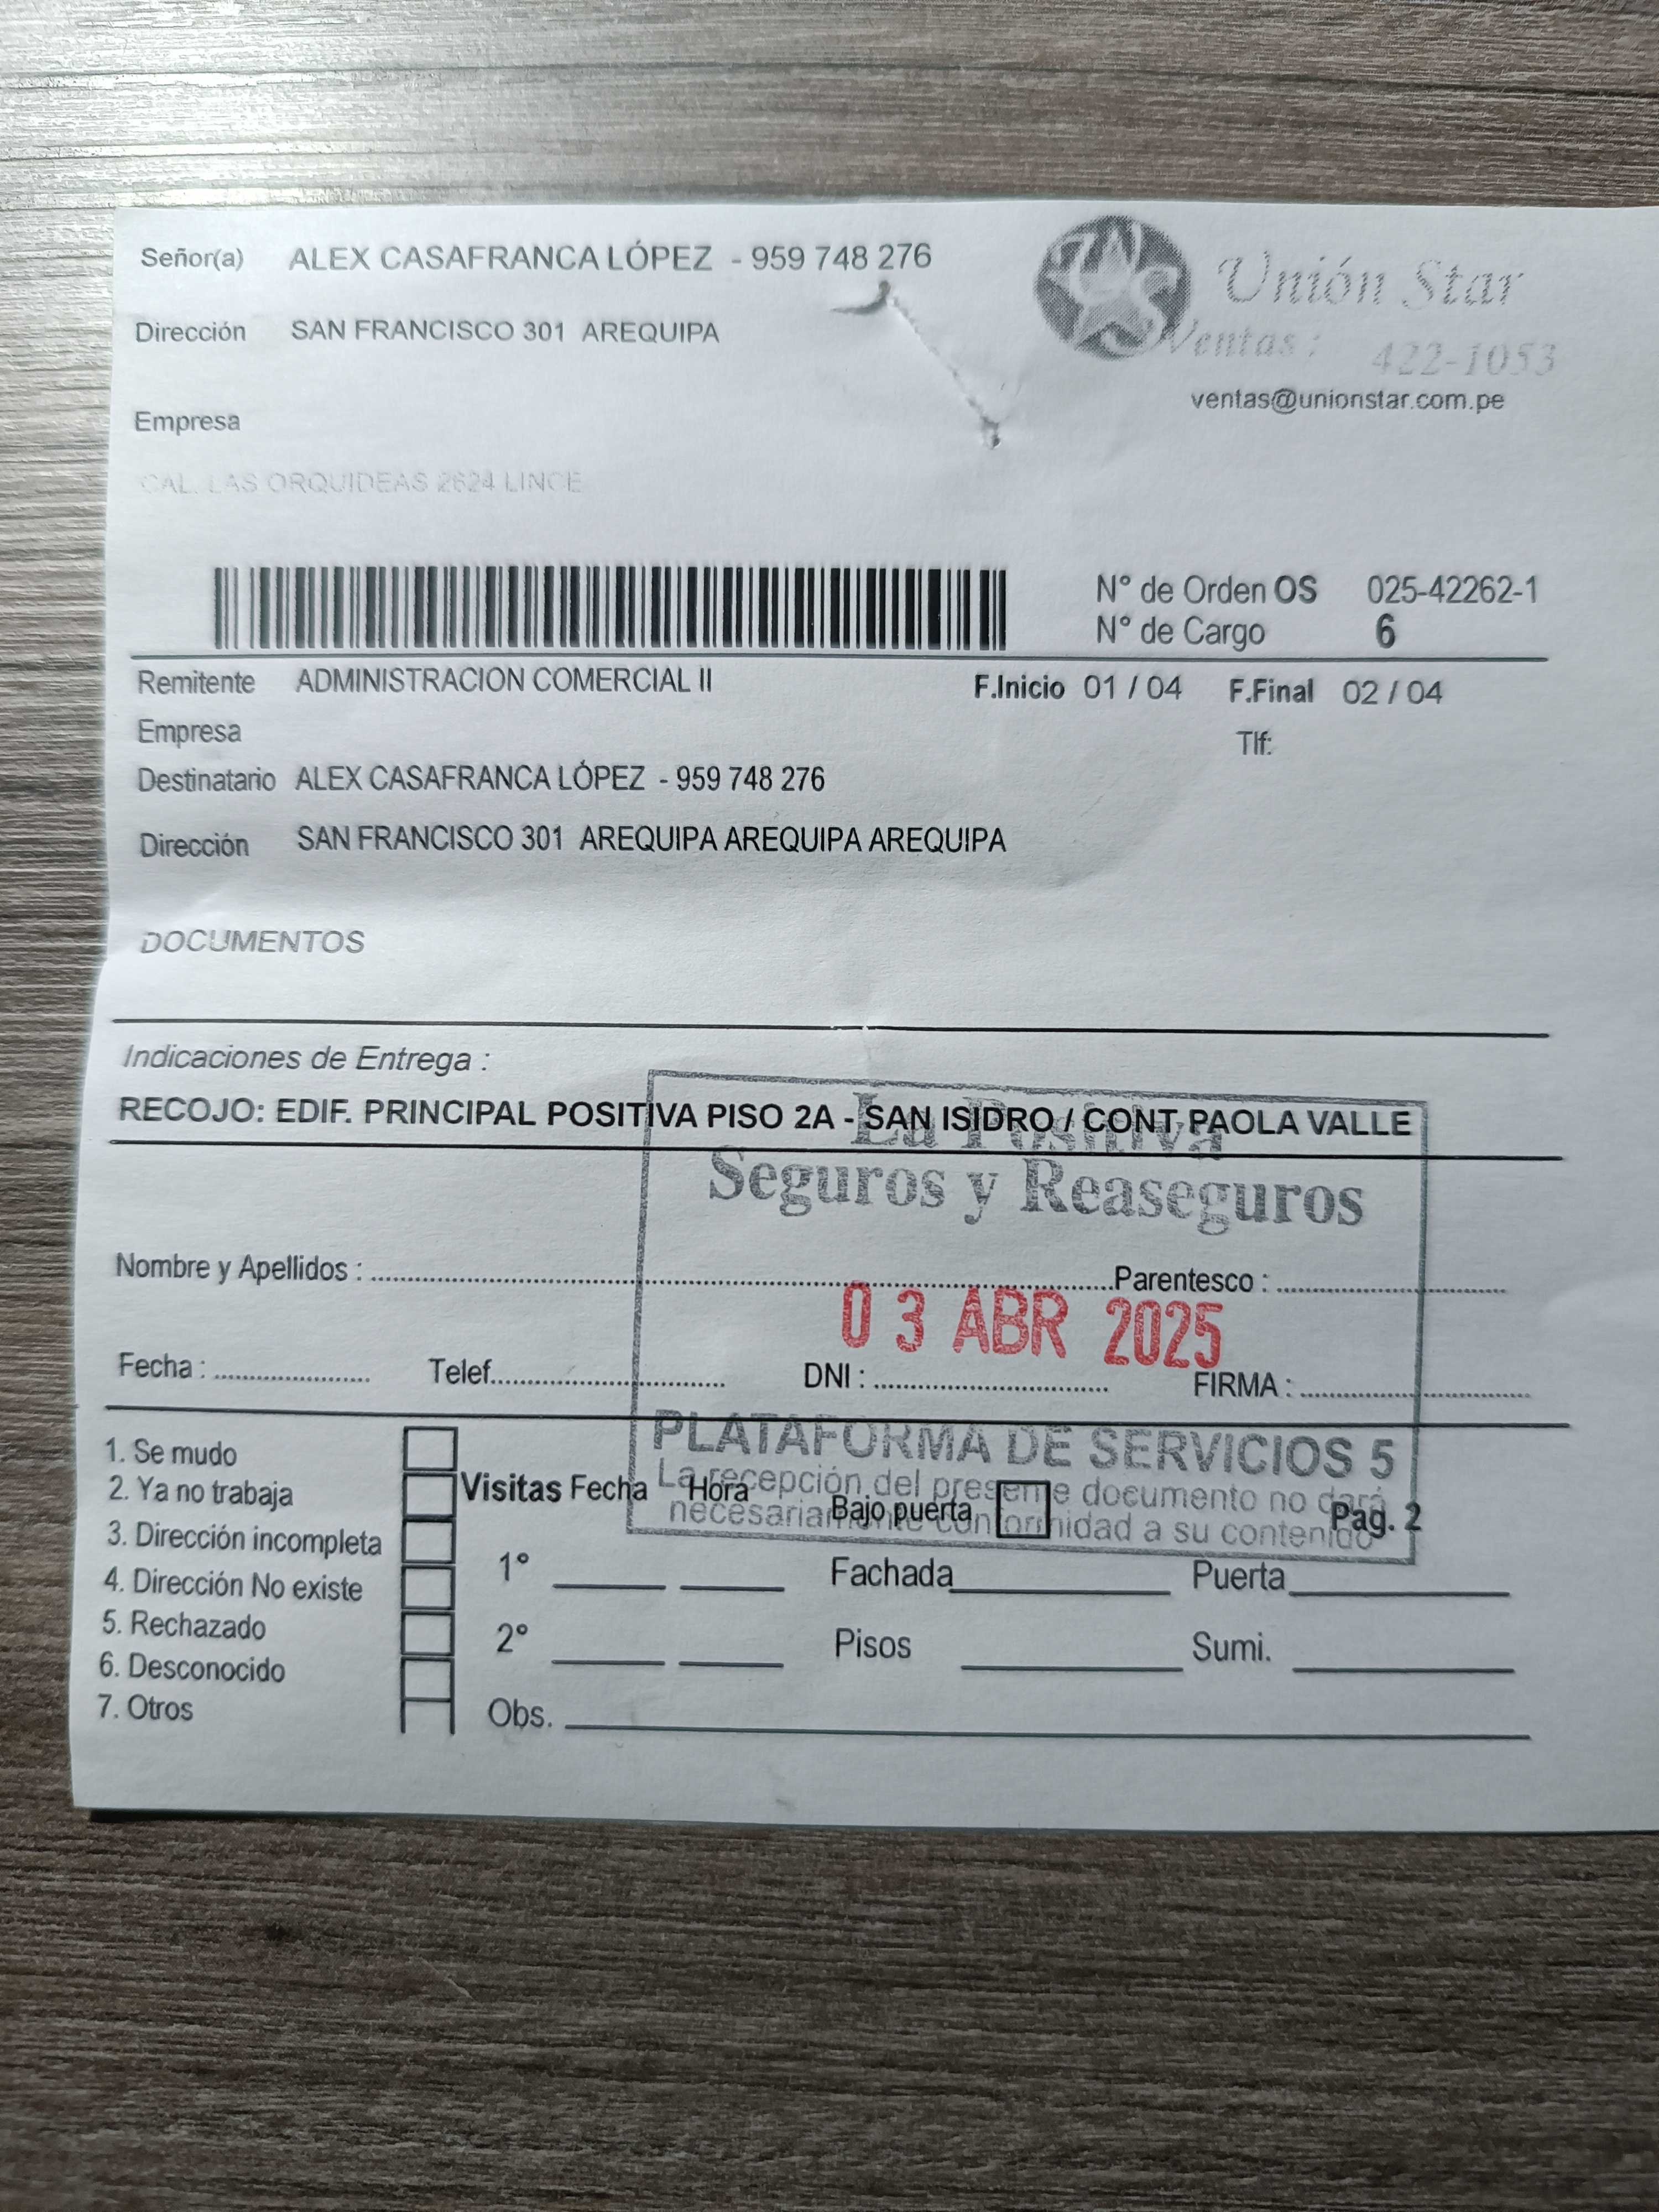 Señor(a) ALEX CASAFRANCA LÓPEZ - 959 748 276
Unión Star
Dirección SAN FRANCISCO 301 AREQUIPA
Ventas : 422-1053
ventas@unionstar.com.pe
Empresa
CAL. LAS ORQUIDEAS 2624 LINCE
N° de Orden OS 025-42262-1
N° de Cargo 6
Remitente ADMINISTRACION COMERCIAL II F.Inicio 01 / 04 F.Final 02 / 04
Empresa Tlf:
Destinatario ALEX CASAFRANCA LÓPEZ - 959 748 276
Dirección SAN FRANCISCO 301 AREQUIPA AREQUIPA AREQUIPA
DOCUMENTOS
Indicaciones de Entrega :
RECOJO: EDIF. PRINCIPAL POSITIVA PISO 2A - SAN ISIDRO / CONT PAOLA VALLE
La Positiva
Seguros y Reaseguros
Nombre y Apellidos : Parentesco :
03 ABR 2025
Fecha : Telef. DNI : FIRMA :
PLATAFORMA DE SERVICIOS 5
La recepción del presente documento no dará
necesariamente conformidad a su contenido
1. Se mudo
2. Ya no trabaja
3. Dirección incompleta
4. Dirección No existe
5. Rechazado
6. Desconocido
7. Otros
Visitas Fecha Hora Bajo puerta Pag. 2
1° Fachada Puerta
2° Pisos Sumi.
Obs.